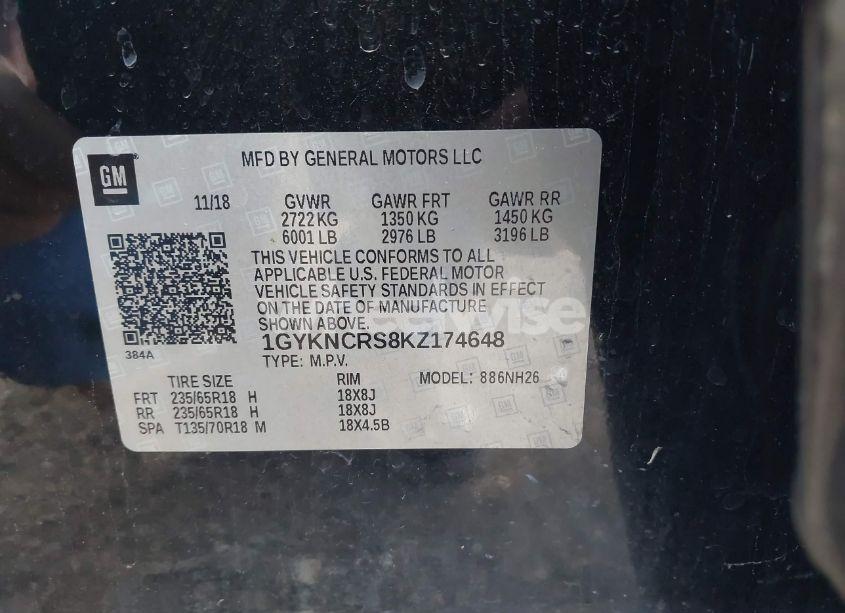 MFD BY GENERAL MOTORS LLC
GM
11/18 GVWR GAWR FRT GAWR RR
2722 KG 1350 KG 1450 KG
6001 LB 2976 LB 3196 LB
THIS VEHICLE CONFORMS TO ALL
APPLICABLE U.S. FEDERAL MOTOR
VEHICLE SAFETY STANDARDS IN EFFECT
ON THE DATE OF MANUFACTURE
SHOWN ABOVE.
384A
1GYKNCRS8KZ174648
TYPE: M.P.V.
TIRE SIZE RIM MODEL: 886NH26
FRT 235/65R18 H 18X8J
RR 235/65R18 H 18X8J
SPA T135/70R18 M 18X4.5B